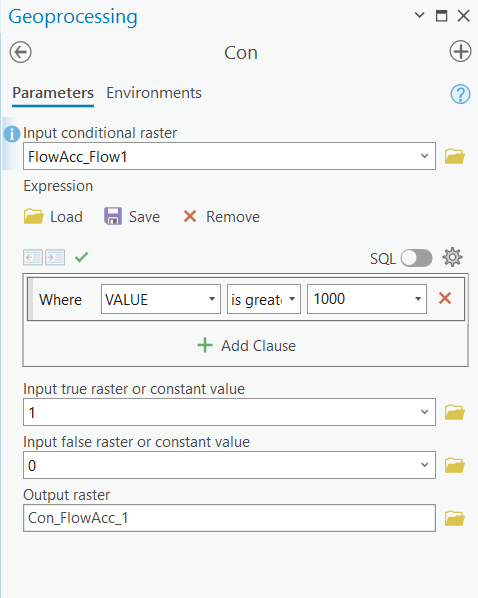 Geoprocessing
Con
Parameters Environments
?
i
Input conditional raster
FlowAcc_Flow1
Expression
Load Save Remove
SQL
Where VALUE is great 1000
Add Clause
Input true raster or constant value
1
Input false raster or constant value
0
Output raster
Con_FlowAcc_1